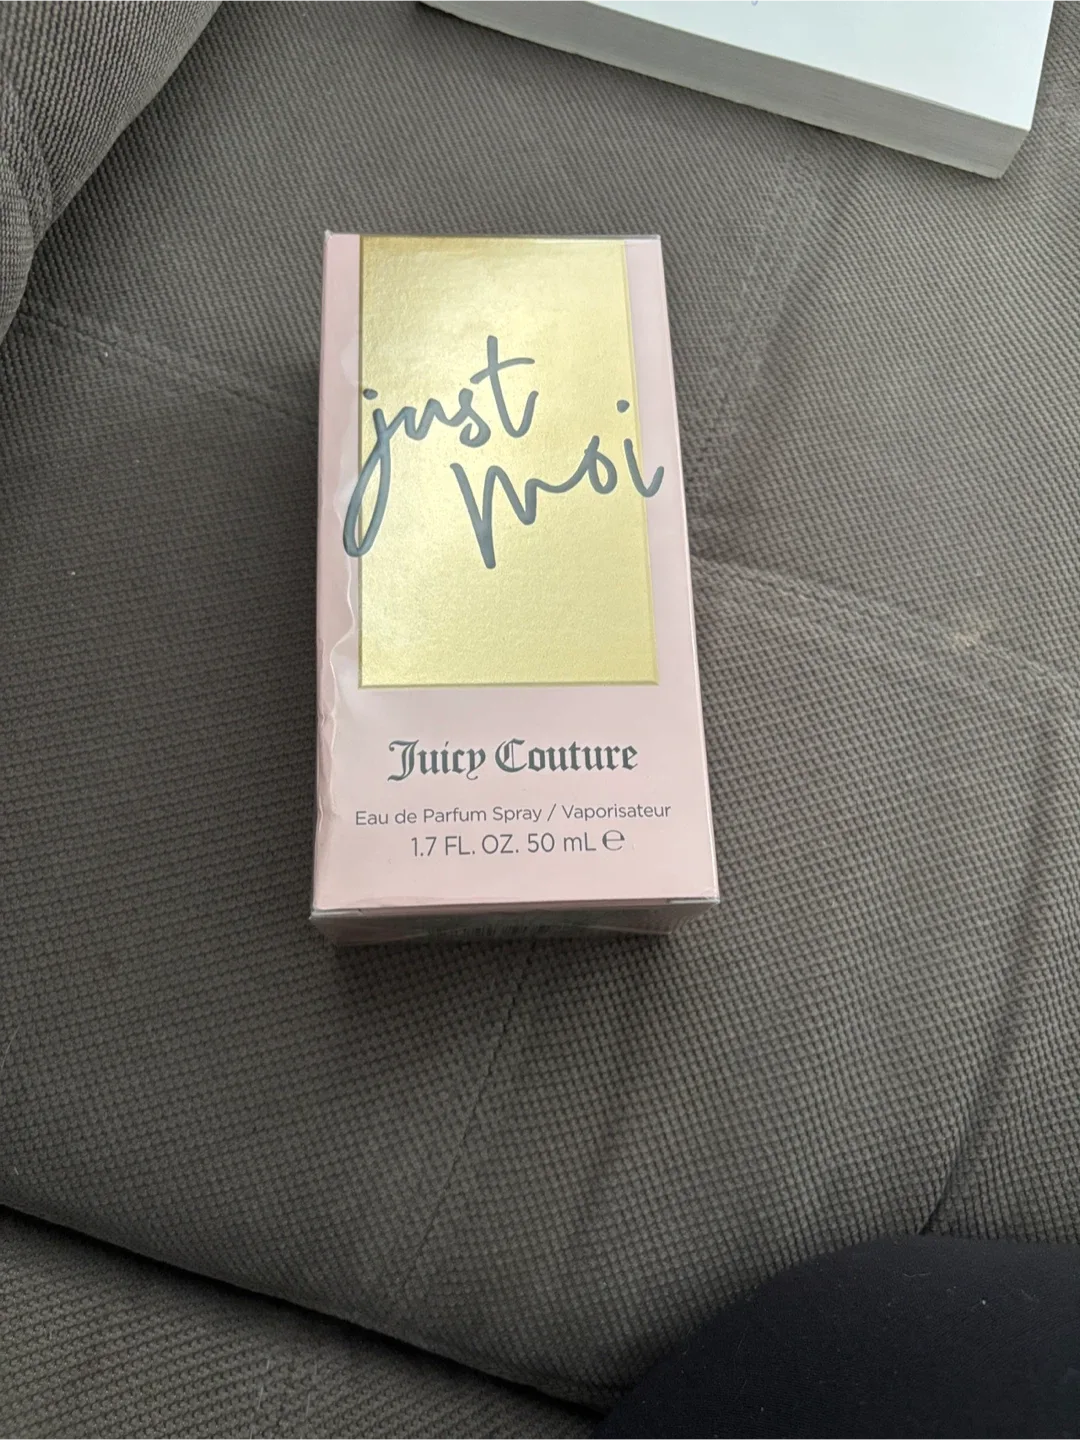 just
moi
Juicy Couture
Eau de Parfum Spray / Vaporisateur
1.7 FL. OZ. 50 mL ℮